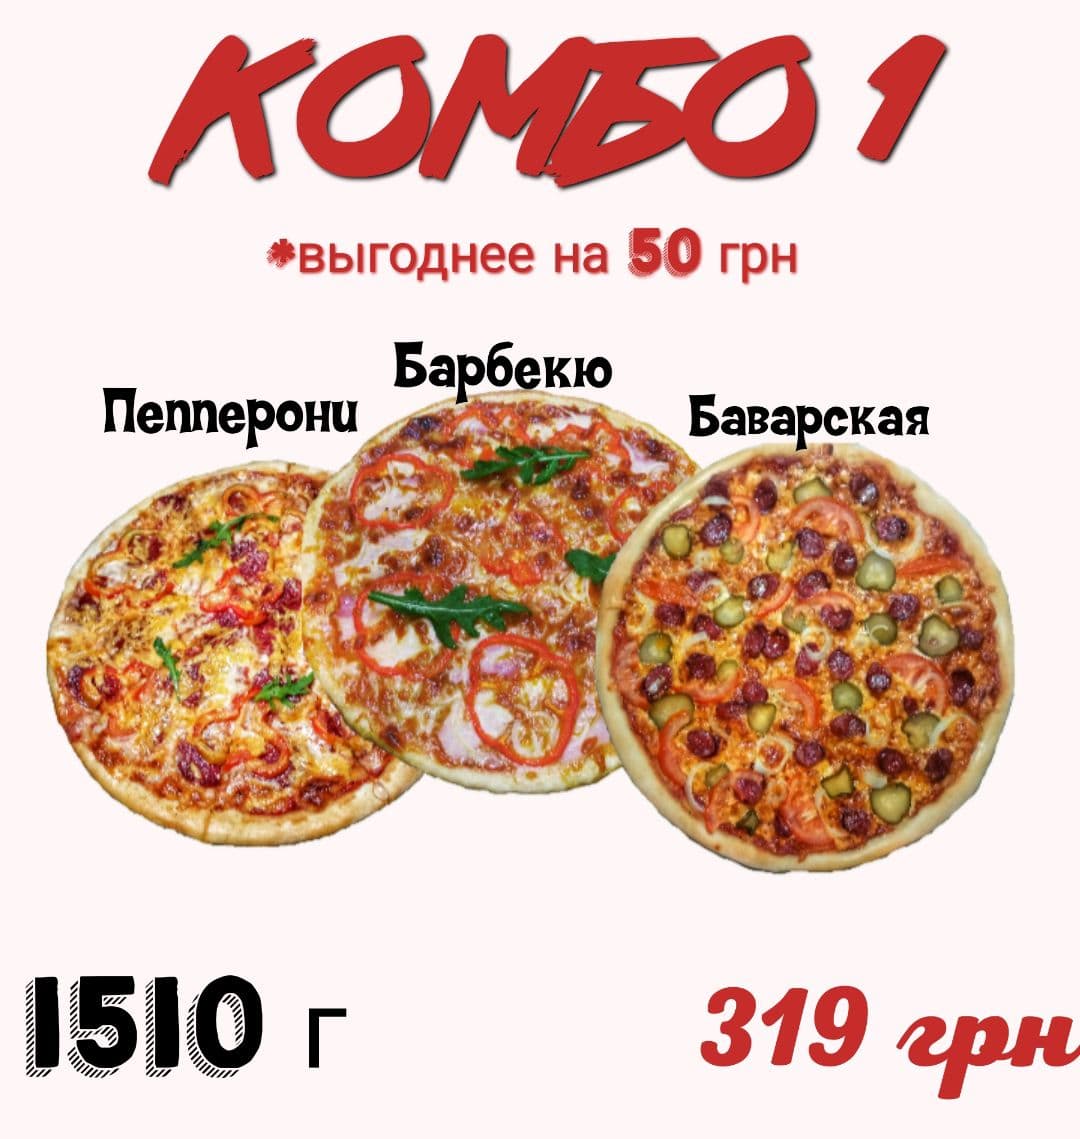 КОМБО 1
*выгоднее на 50 грн
Барбекю
Пепперони
Баварская
1510 г
319 грн